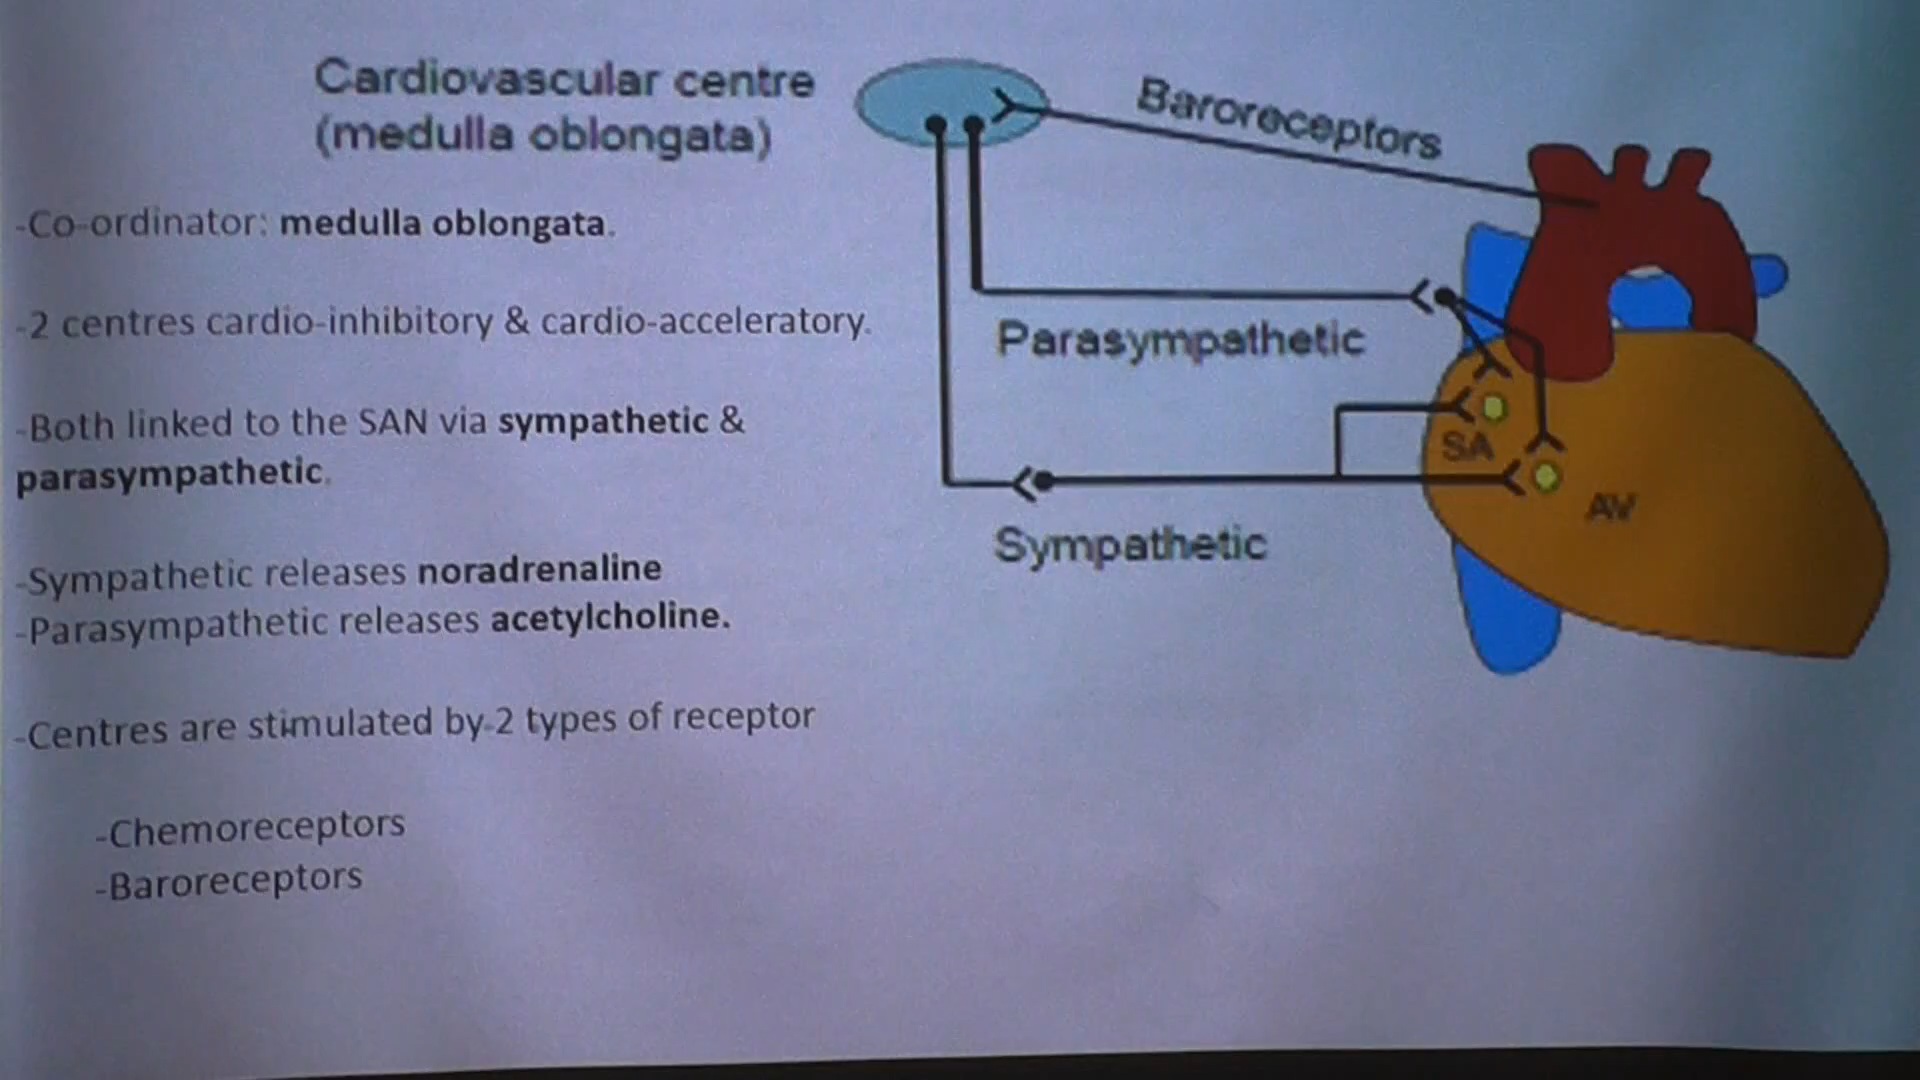 Cardiovascular centre
(medulla oblongata)
-Co-ordinator: medulla oblongata.
-2 centres cardio-inhibitory & cardio-acceleratory.
-Both linked to the SAN via sympathetic &
parasympathetic.
-Sympathetic releases noradrenaline
-Parasympathetic releases acetylcholine.
-Centres are stimulated by 2 types of receptor
-Chemoreceptors
-Baroreceptors
Baroreceptors
Parasympathetic
SA
AV
Sympathetic